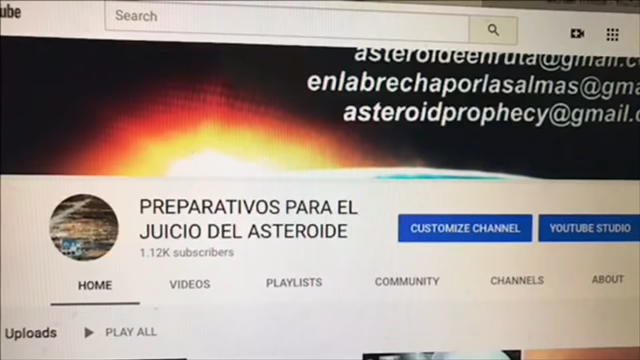 ube
Search
asteroideenruta@gmail.c
enlabrechaporlasalmas@gma
asteroidprophecy@gmail.
PREPARATIVOS PARA EL
JUICIO DEL ASTEROIDE
1.12K subscribers
CUSTOMIZE CHANNEL
YOUTUBE STUDIO
HOME
VIDEOS
PLAYLISTS
COMMUNITY
CHANNELS
ABOUT
Uploads
PLAY ALL